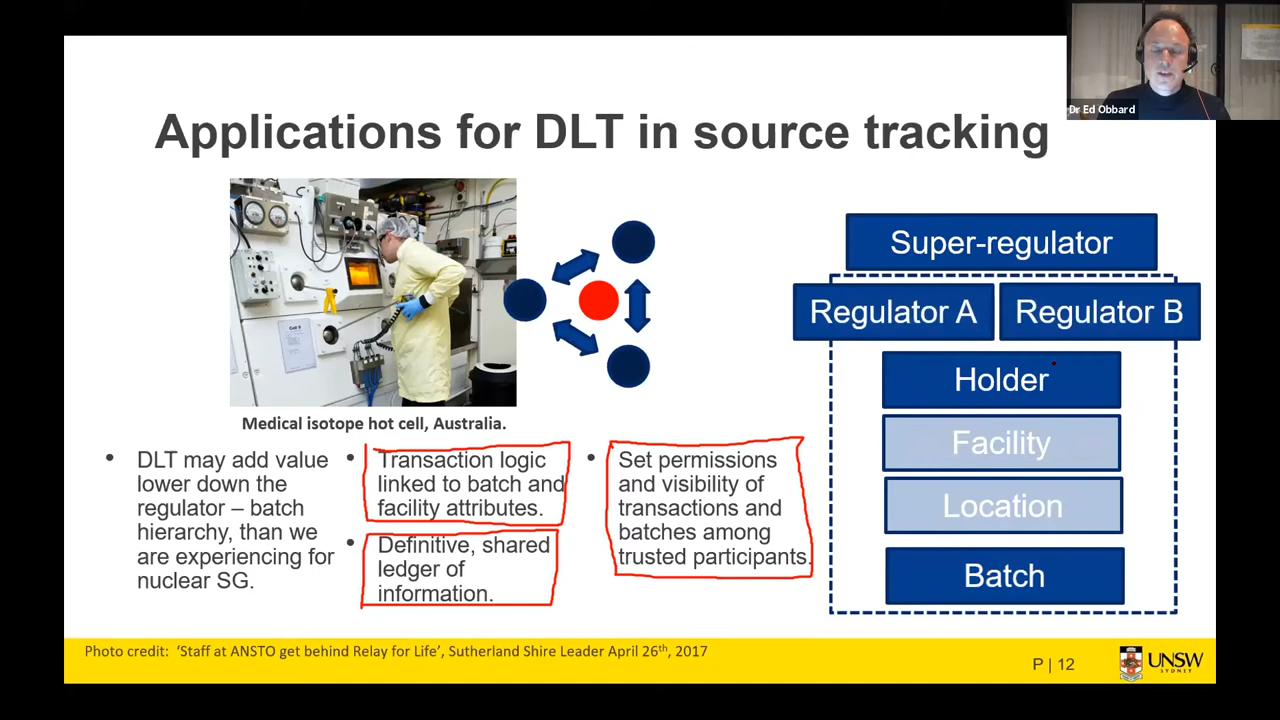 Dr Ed Obbard
Applications for DLT in source tracking
Medical isotope hot cell, Australia.
• DLT may add value
lower down the
regulator – batch
hierarchy, than we
are experiencing for
nuclear SG.
• Transaction logic
linked to batch and
facility attributes.
• Definitive, shared
ledger of
information.
• Set permissions
and visibility of
transactions and
batches among
trusted participants.
Super-regulator
Regulator A
Regulator B
Holder
Facility
Location
Batch
Photo credit: ‘Staff at ANSTO get behind Relay for Life’, Sutherland Shire Leader April 26th, 2017
P | 12
UNSW
SYDNEY